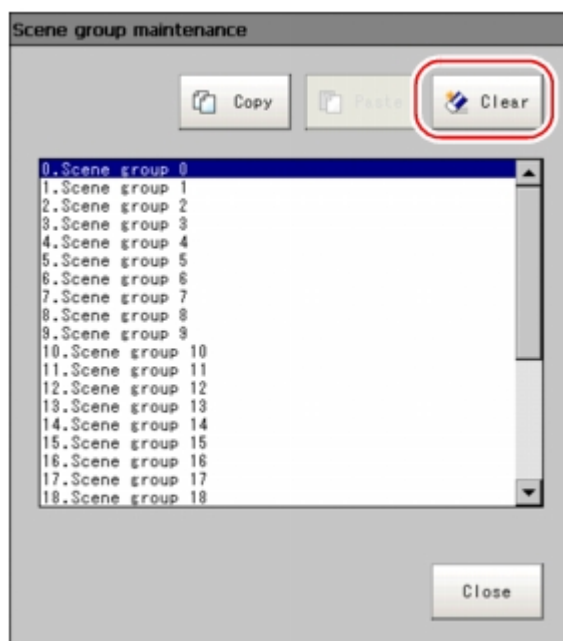 Scene group maintenance
Copy
Paste
Clear
0.Scene group 0
1.Scene group 1
2.Scene group 2
3.Scene group 3
4.Scene group 4
5.Scene group 5
6.Scene group 6
7.Scene group 7
8.Scene group 8
9.Scene group 9
10.Scene group 10
11.Scene group 11
12.Scene group 12
13.Scene group 13
14.Scene group 14
15.Scene group 15
16.Scene group 16
17.Scene group 17
18.Scene group 18
Close